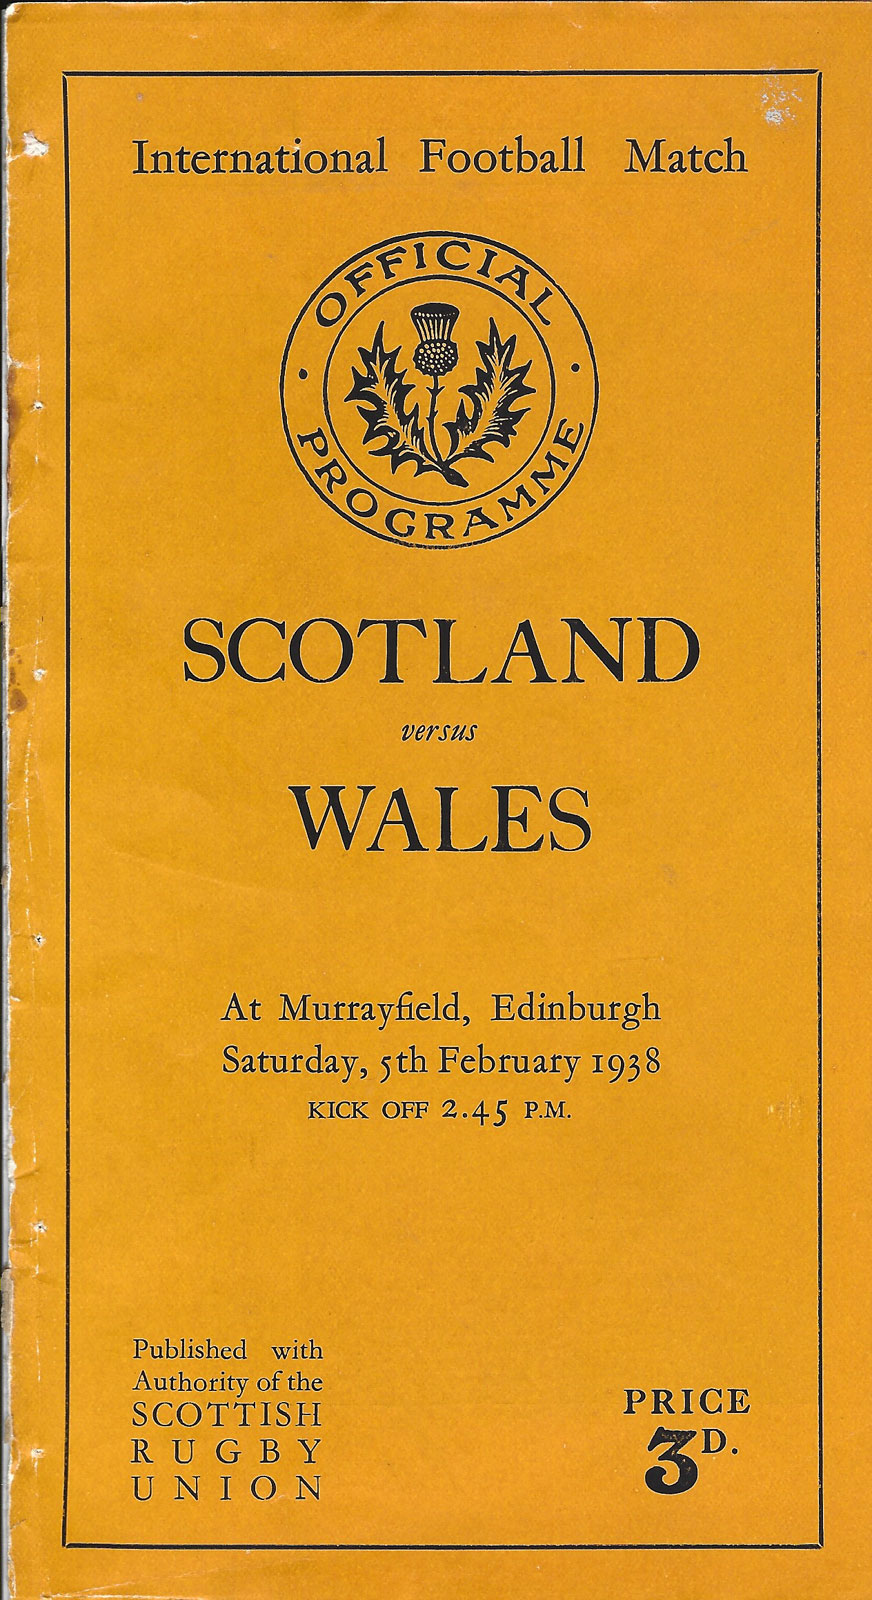 International Football Match
OFFICIAL
PROGRAMME
SCOTLAND
versus
WALES
At Murrayfield, Edinburgh
Saturday, 5th February 1938
KICK OFF 2.45 P.M.
Published with
Authority of the
SCOTTISH
RUGBY
UNION
PRICE
3D.